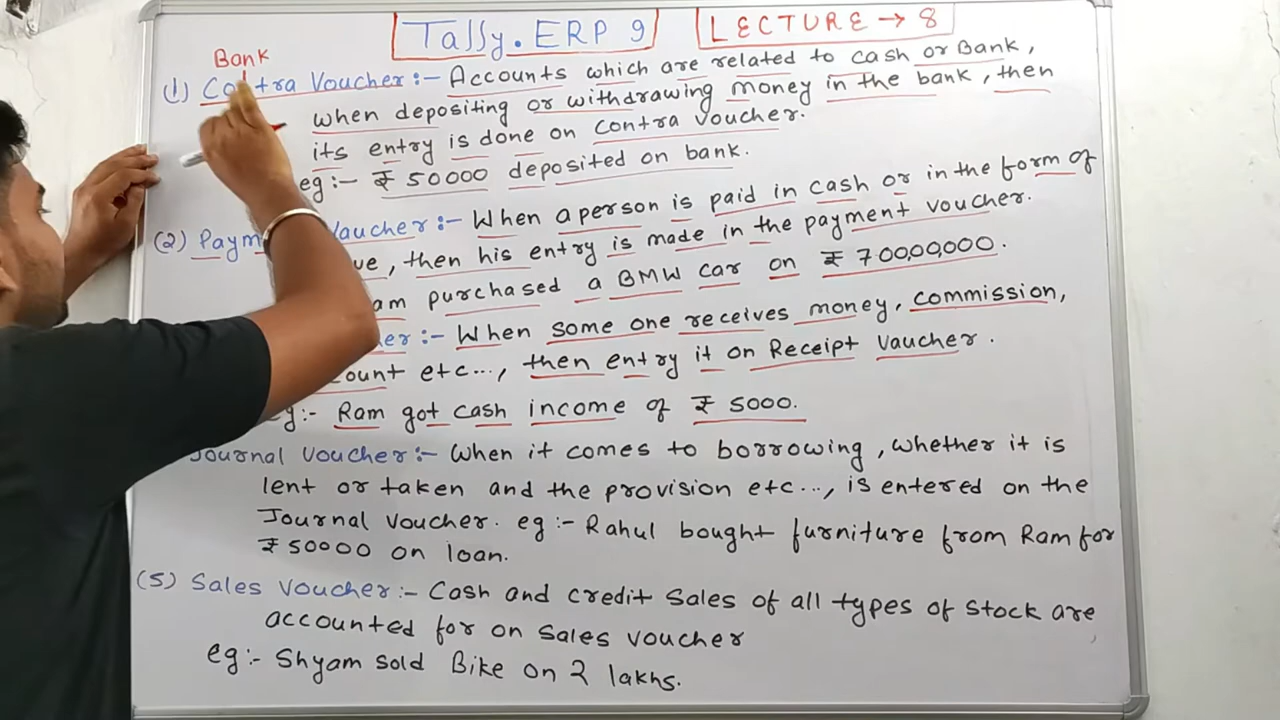 Tally.ERP 9
LECTURE → 8
Bank
(1) Contra Voucher:- Accounts which are related to cash or Bank,
when depositing or withdrawing money in the bank, then
its entry is done on Contra Voucher.
eg:- ₹ 50000 deposited on bank.
(2) Paym Vaucher:- When a person is paid in cash or in the form of
ue, then his entry is made in the payment voucher.
am purchased a BMW car on ₹ 700,00,000.
er:- When some one receives money, commission,
ount etc..., then entry it on Receipt Vaucher.
g:- Ram got cash income of ₹ 5000.
Journal Voucher:- When it comes to borrowing, whether it is
lent or taken and the provision etc..., is entered on the
Journal Voucher. eg:- Rahul bought furniture from Ram for
₹ 50000 on loan.
(5) Sales Voucher:- Cash and credit Sales of all types of Stock are
accounted for on Sales Voucher
eg:- Shyam sold Bike on 2 lakhs.